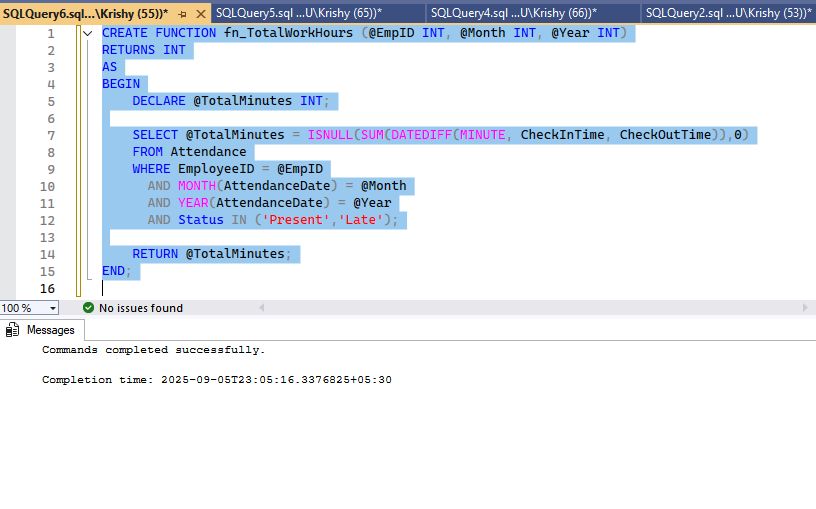 SQLQuery6.sql...\Krishy (55))* SQLQuery5.sql ...U\Krishy (65))* SQLQuery4.sql ...U\Krishy (66))* SQLQuery2.sql ...U\Krishy (53))*
1 CREATE FUNCTION fn_TotalWorkHours (@EmpID INT, @Month INT, @Year INT)
2 RETURNS INT
3 AS
4 BEGIN
5 DECLARE @TotalMinutes INT;
6
7 SELECT @TotalMinutes = ISNULL(SUM(DATEDIFF(MINUTE, CheckInTime, CheckOutTime)),0)
8 FROM Attendance
9 WHERE EmployeeID = @EmpID
10 AND MONTH(AttendanceDate) = @Month
11 AND YEAR(AttendanceDate) = @Year
12 AND Status IN ('Present','Late');
13
14 RETURN @TotalMinutes;
15 END;
16
100 % No issues found
Messages
Commands completed successfully.
Completion time: 2025-09-05T23:05:16.3376825+05:30